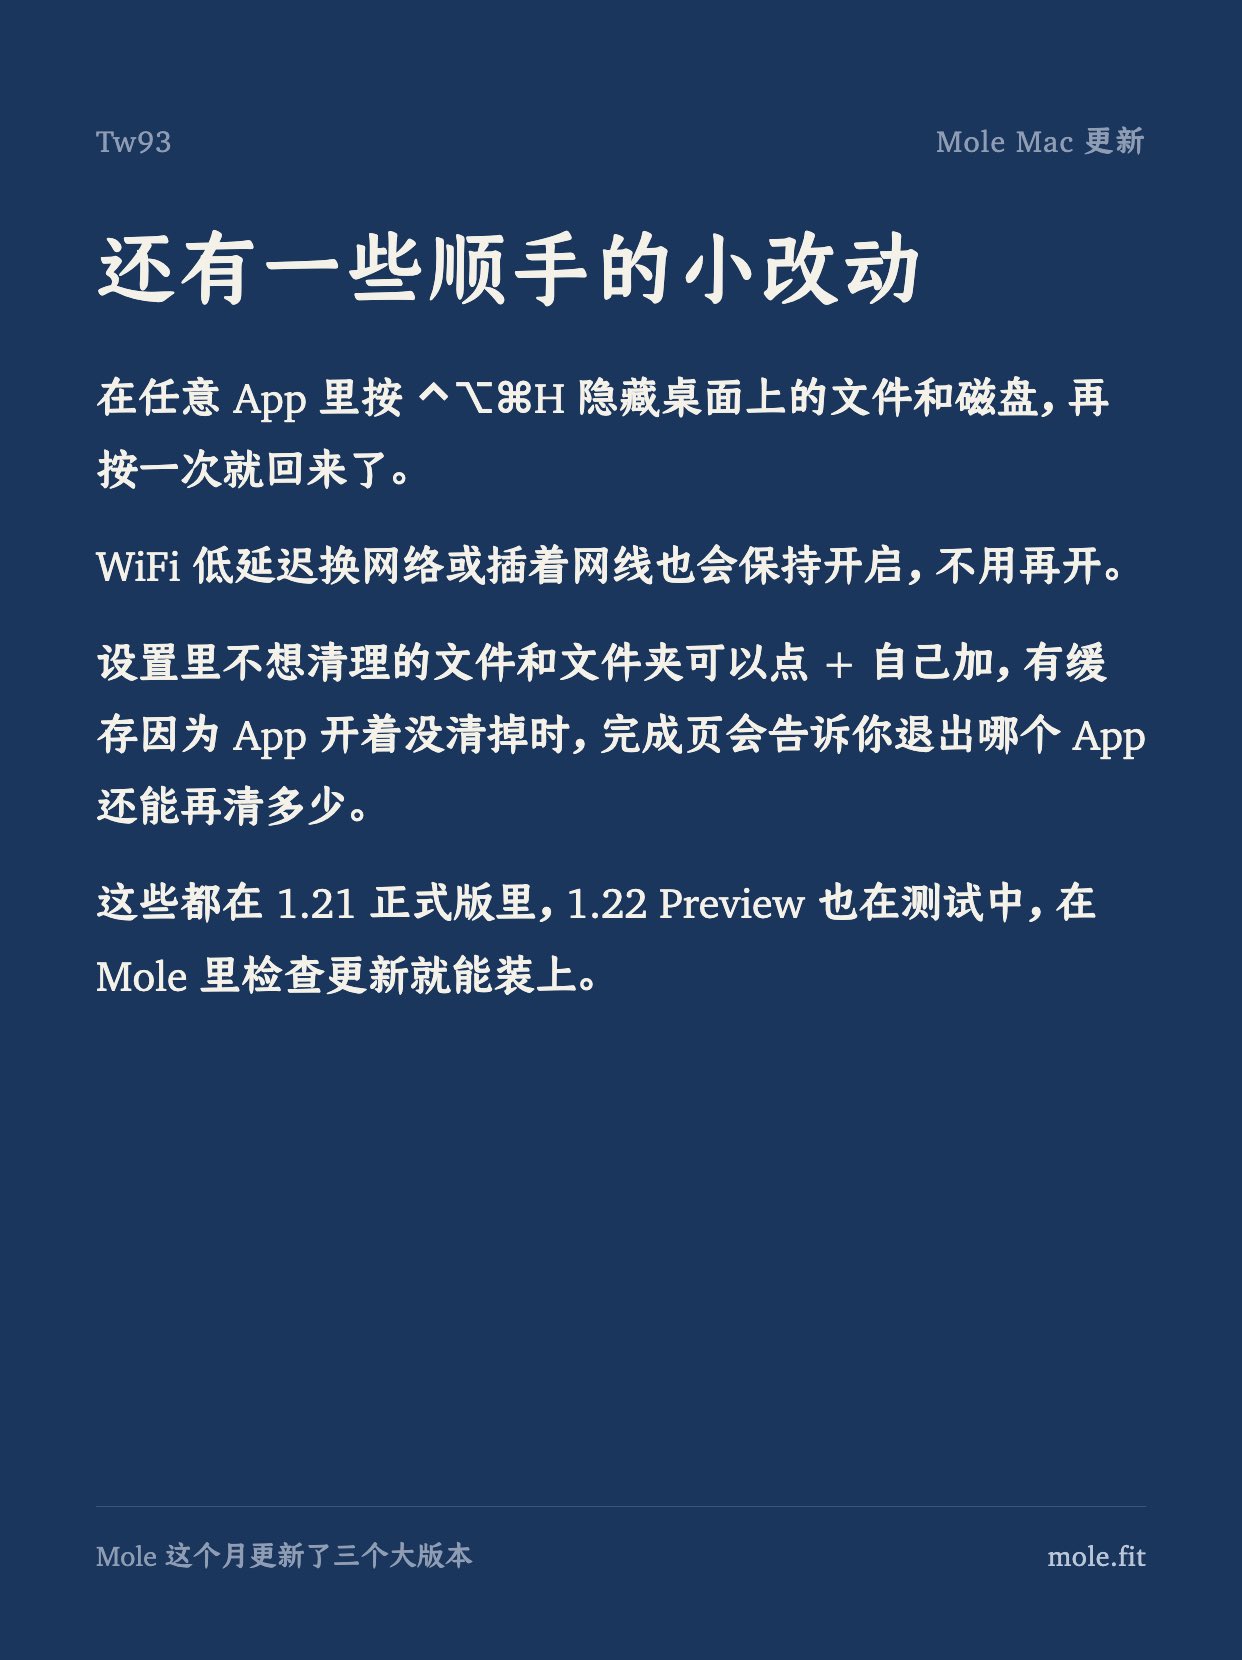 Tw93
Mole Mac 更新
还有一些顺手的小改动
在任意 App 里按 ⌃⌥⌘H 隐藏桌面上的文件和磁盘，再
按一次就回来了。
WiFi 低延迟换网络或插着网线也会保持开启，不用再开。
设置里不想清理的文件和文件夹可以点 + 自己加，有缓
存因为 App 开着没清掉时，完成页会告诉你退出哪个 App
还能再清多少。
这些都在 1.21 正式版里，1.22 Preview 也在测试中，在
Mole 里检查更新就能装上。
Mole 这个月更新了三个大版本
mole.fit